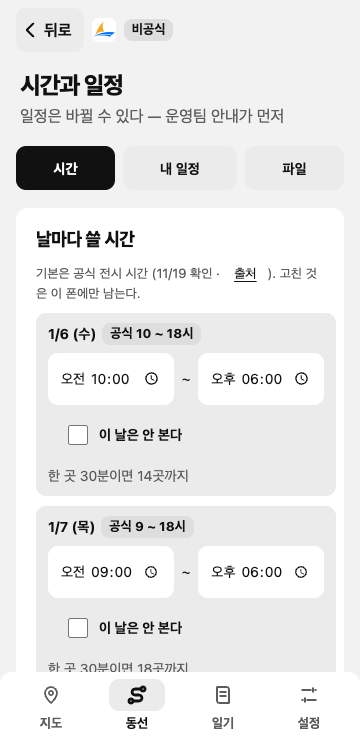 뒤로
비공식
시간과 일정
일정은 바뀔 수 있다 — 운영팀 안내가 먼저
시간
내 일정
파일
날마다 쓸 시간
기본은 공식 전시 시간 (11/19 확인 · 출처 ). 고친 것
은 이 폰에만 남는다.
1/6 (수) 공식 10 ~ 18시
오전 10:00 ~ 오후 06:00
이 날은 안 본다
한 곳 30분이면 14곳까지
1/7 (목) 공식 9 ~ 18시
오전 09:00 ~ 오후 06:00
이 날은 안 본다
한 곳 30분이면 18곳까지
지도
동선
일기
설정